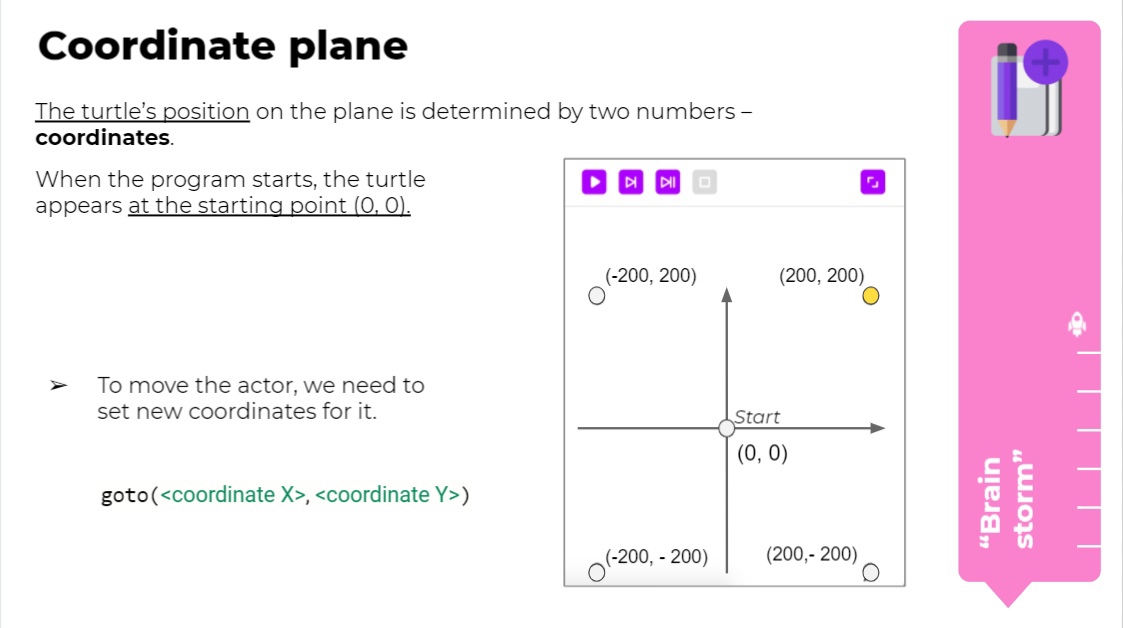 Coordinate plane
The turtle’s position on the plane is determined by two numbers –
coordinates.
When the program starts, the turtle
appears at the starting point (0, 0).
➢ To move the actor, we need to
set new coordinates for it.
goto(<coordinate X>, <coordinate Y>)
(-200, 200)
(200, 200)
Start
(0, 0)
(-200, - 200)
(200,- 200)
“Brain
storm”